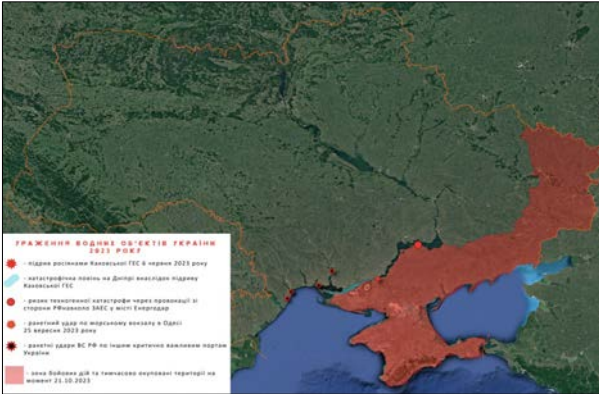 УРАЖЕННЯ ВОДНИХ ОБ'ЄКТІВ УКРАЇНИ
2023 РОКУ
- підрив росіянами Каховської ГЕС 6 червня 2023 року
- катастрофічна повінь на Дніпрі внаслідок підриву
Каховської ГЕС
- ризик техногенної катастрофи через провокації зі
сторони РФнавколо ЗАЕС у місті Енергодар
- ракетний удар по морському вокзалу в Одесі
25 вересня 2023 року
- ракетні удари ВС РФ по іншим критично важливим портам
України
- зона бойових дій та тимчасово окуповані території на
момент 21.10.2023